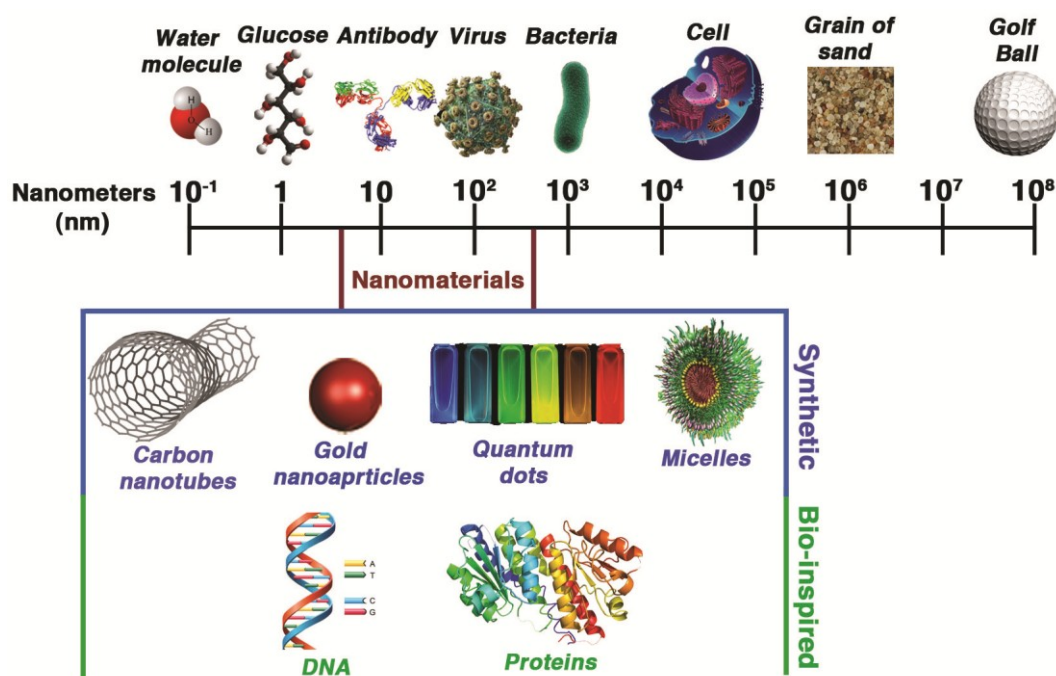 Water
molecule
Glucose
Antibody
Virus
Bacteria
Cell
Grain of
sand
Golf
Ball
Nanometers
(nm)
10⁻¹
1
10
10²
10³
10⁴
10⁵
10⁶
10⁷
10⁸
Nanomaterials
H
O
H
Carbon
nanotubes
Gold
nanoaprticles
Quantum
dots
Micelles
Synthetic
A
T
C
G
DNA
Proteins
Bio-inspired